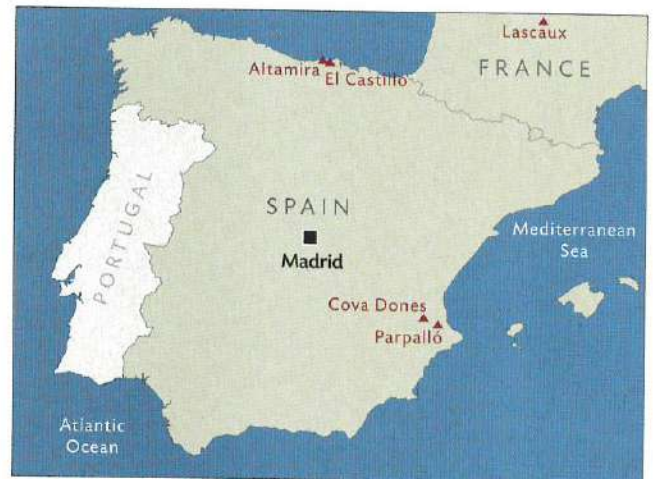 Lascaux
FRANCE
Altamira
El Castillo
PORTUGAL
SPAIN
Madrid
Mediterranean
Sea
Cova Dones
Parpalló
Atlantic
Ocean